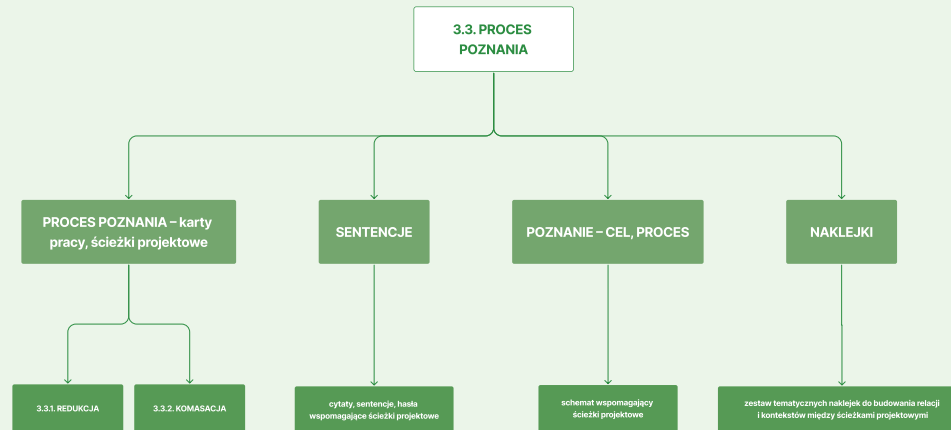 3.3. PROCES
POZNANIA
PROCES POZNANIA – karty
pracy, ścieżki projektowe
SENTENCJE
POZNANIE – CEL, PROCES
NAKLEJKI
3.3.1. REDUKCJA
3.3.2. KOMASACJA
cytaty, sentencje, hasła
wspomagające ścieżki projektowe
schemat wspomagający
ścieżki projektowe
zestaw tematycznych naklejek do budowania relacji
i kontekstów między ścieżkami projektowymi